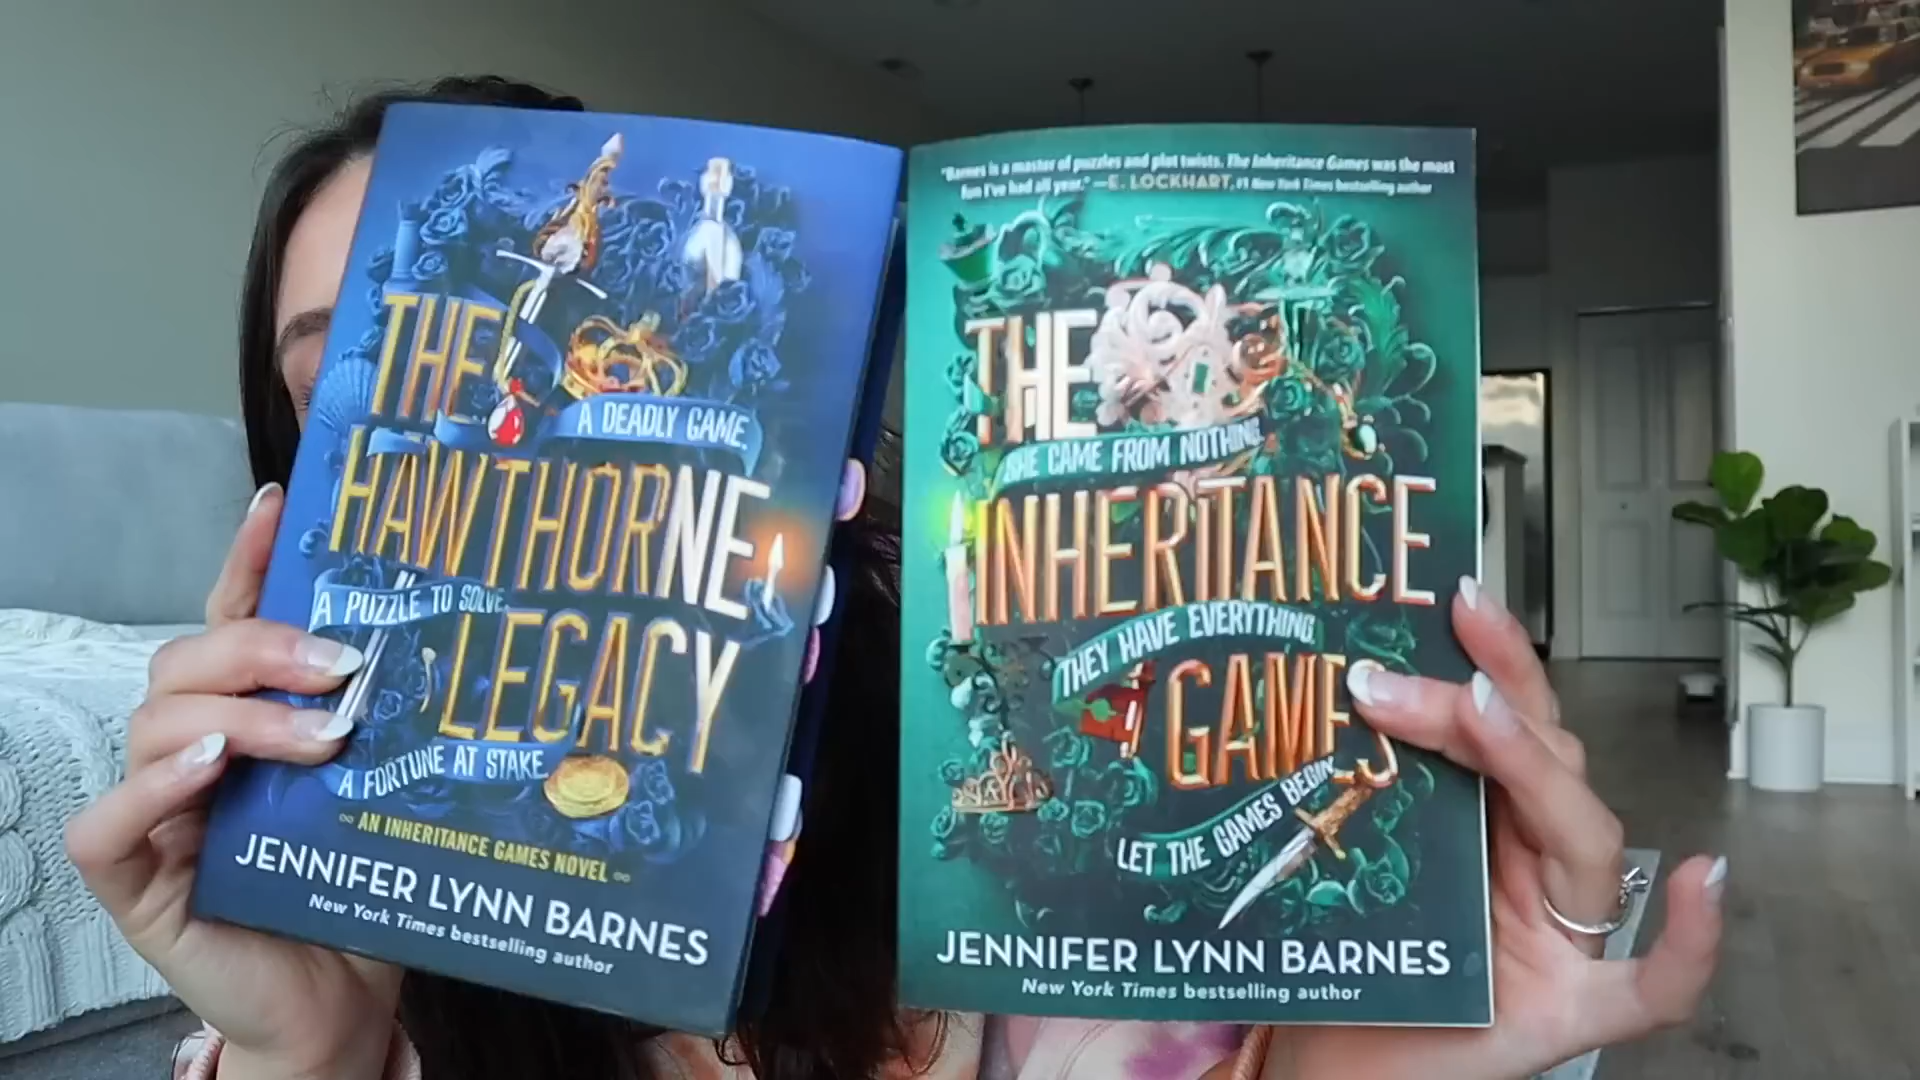 THE
A DEADLY GAME.
HAWTHORNE
A PUZZLE TO SOLVE.
LEGACY
A FORTUNE AT STAKE.
∞ AN INHERITANCE GAMES NOVEL ∞
JENNIFER LYNN BARNES
New York Times bestselling author
"Barnes is a master of puzzles and plot twists. The Inheritance Games was the most
fun I've had all year." —E. LOCKHART, #1 New York Times bestselling author
THE
SHE CAME FROM NOTHING.
INHERITANCE
THEY HAVE EVERYTHING.
GAMES
LET THE GAMES BEGIN.
JENNIFER LYNN BARNES
New York Times bestselling author